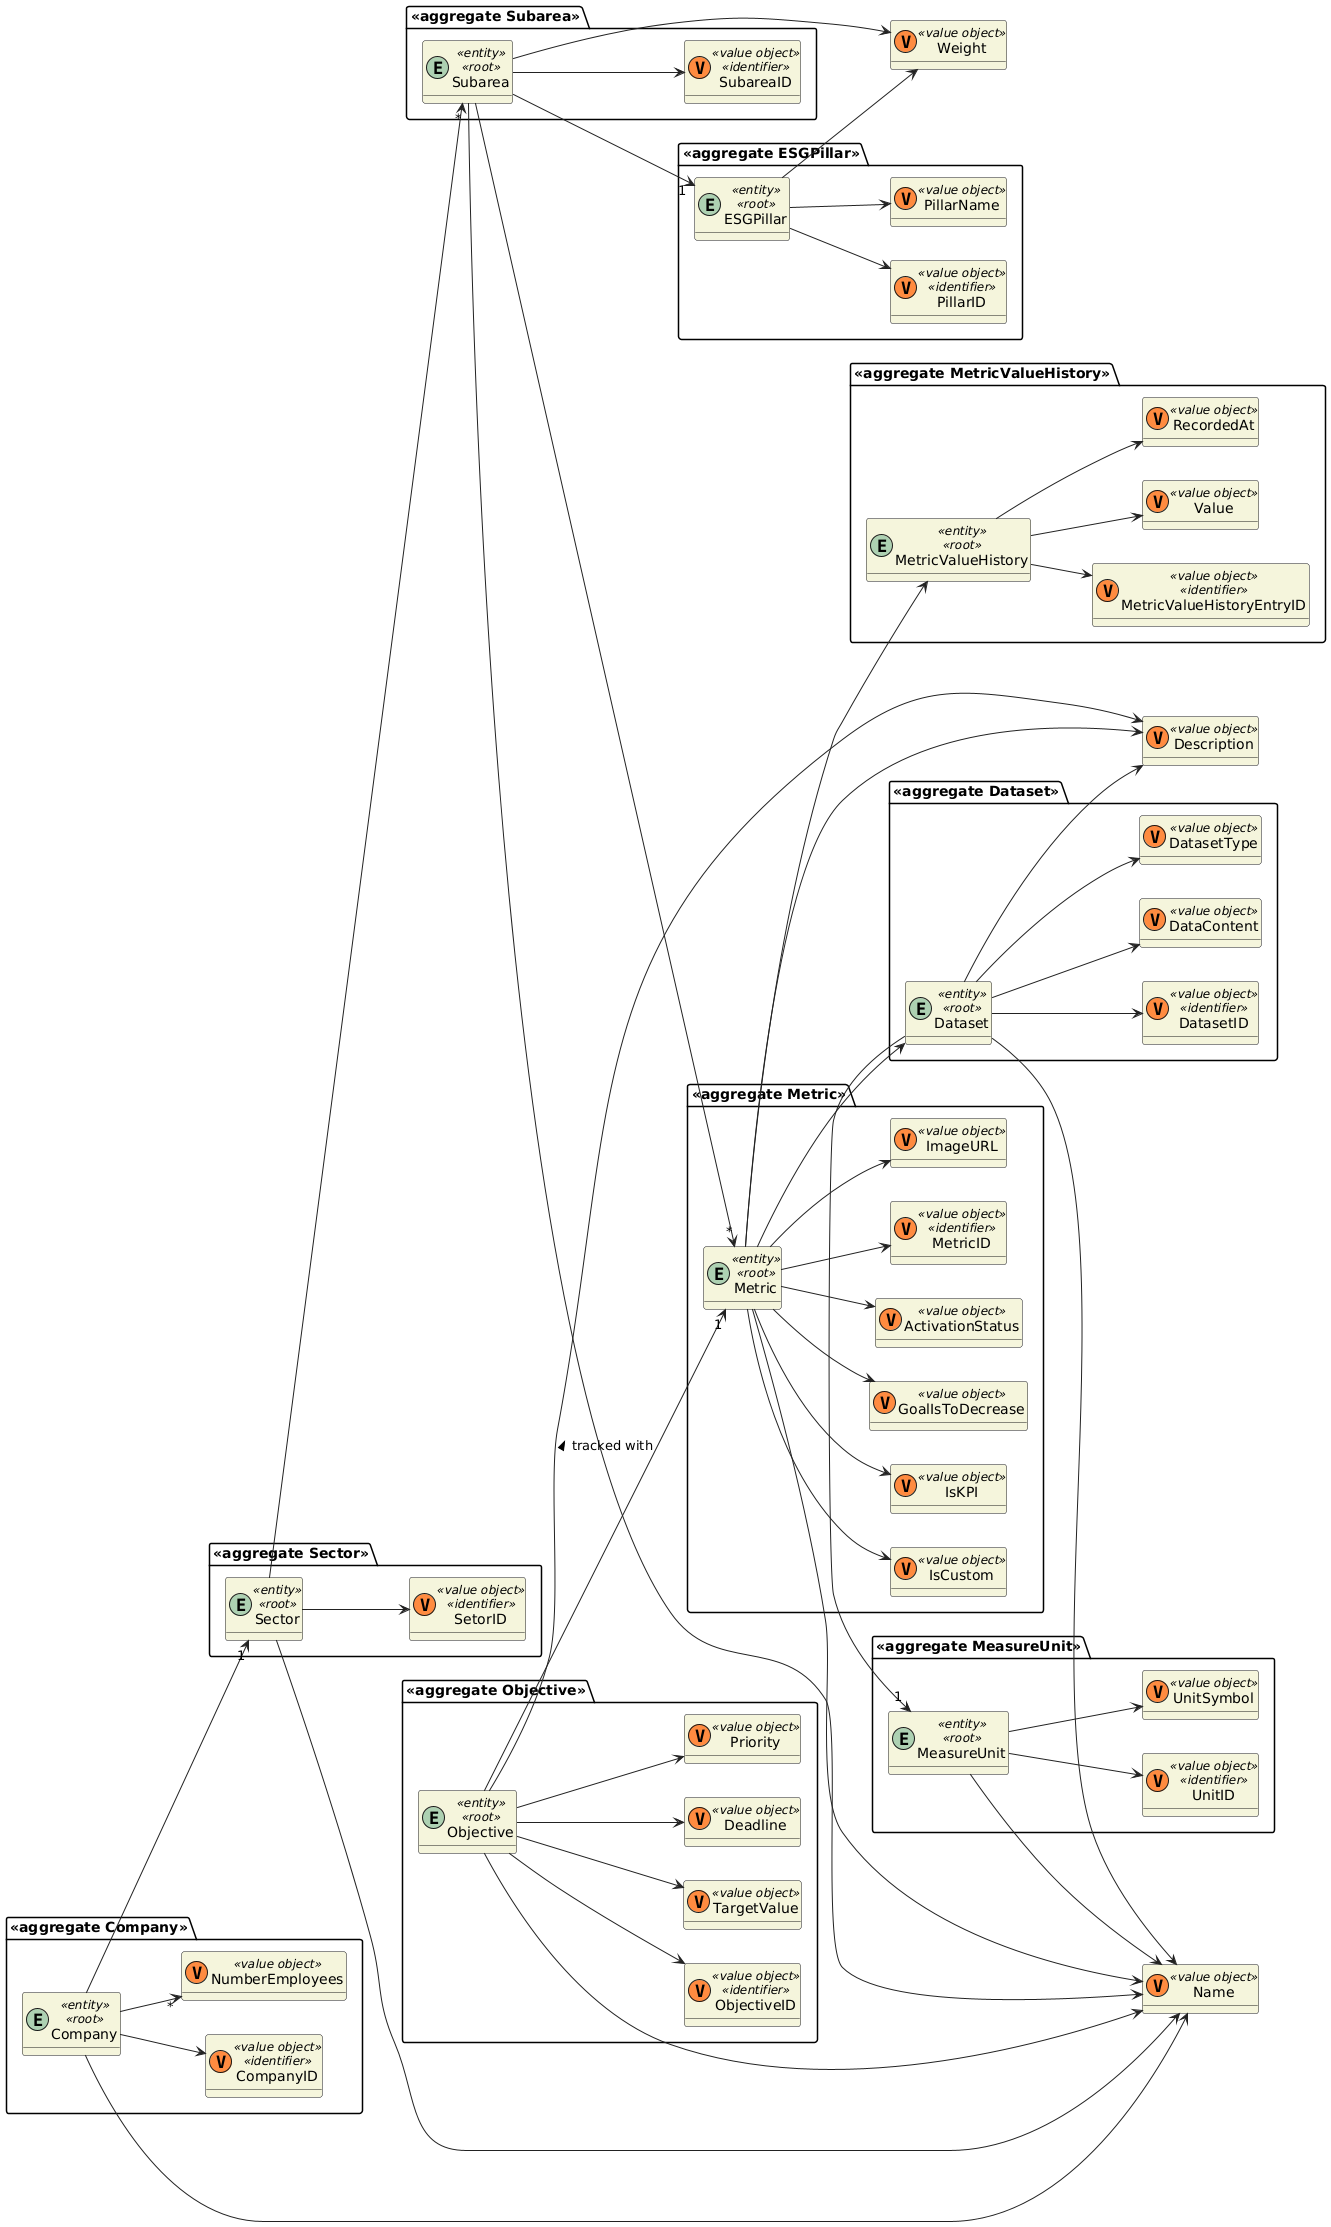 «aggregate Subarea»
E
«entity»
«root»
Subarea
*
V
«value object»
«identifier»
SubareaID
V
«value object»
Weight
«aggregate ESGPillar»
1
E
«entity»
«root»
ESGPillar
V
«value object»
PillarName
V
«value object»
«identifier»
PillarID
«aggregate MetricValueHistory»
E
«entity»
«root»
MetricValueHistory
V
«value object»
RecordedAt
V
«value object»
Value
V
«value object»
«identifier»
MetricValueHistoryEntryID
V
«value object»
Description
«aggregate Dataset»
E
«entity»
«root»
Dataset
V
«value object»
DatasetType
V
«value object»
DataContent
V
«value object»
«identifier»
DatasetID
«aggregate Metric»
*
E
«entity»
«root»
Metric
1
V
«value object»
ImageURL
V
«value object»
«identifier»
MetricID
V
«value object»
ActivationStatus
V
«value object»
GoalIsToDecrease
V
«value object»
IsKPI
V
«value object»
IsCustom
tracked with
«aggregate Sector»
E
«entity»
«root»
Sector
1
V
«value object»
«identifier»
SetorID
«aggregate MeasureUnit»
1
E
«entity»
«root»
MeasureUnit
V
«value object»
UnitSymbol
V
«value object»
«identifier»
UnitID
«aggregate Objective»
E
«entity»
«root»
Objective
V
«value object»
Priority
V
«value object»
Deadline
V
«value object»
TargetValue
V
«value object»
«identifier»
ObjectiveID
«aggregate Company»
E
«entity»
«root»
Company
V
«value object»
NumberEmployees
*
V
«value object»
«identifier»
CompanyID
V
«value object»
Name